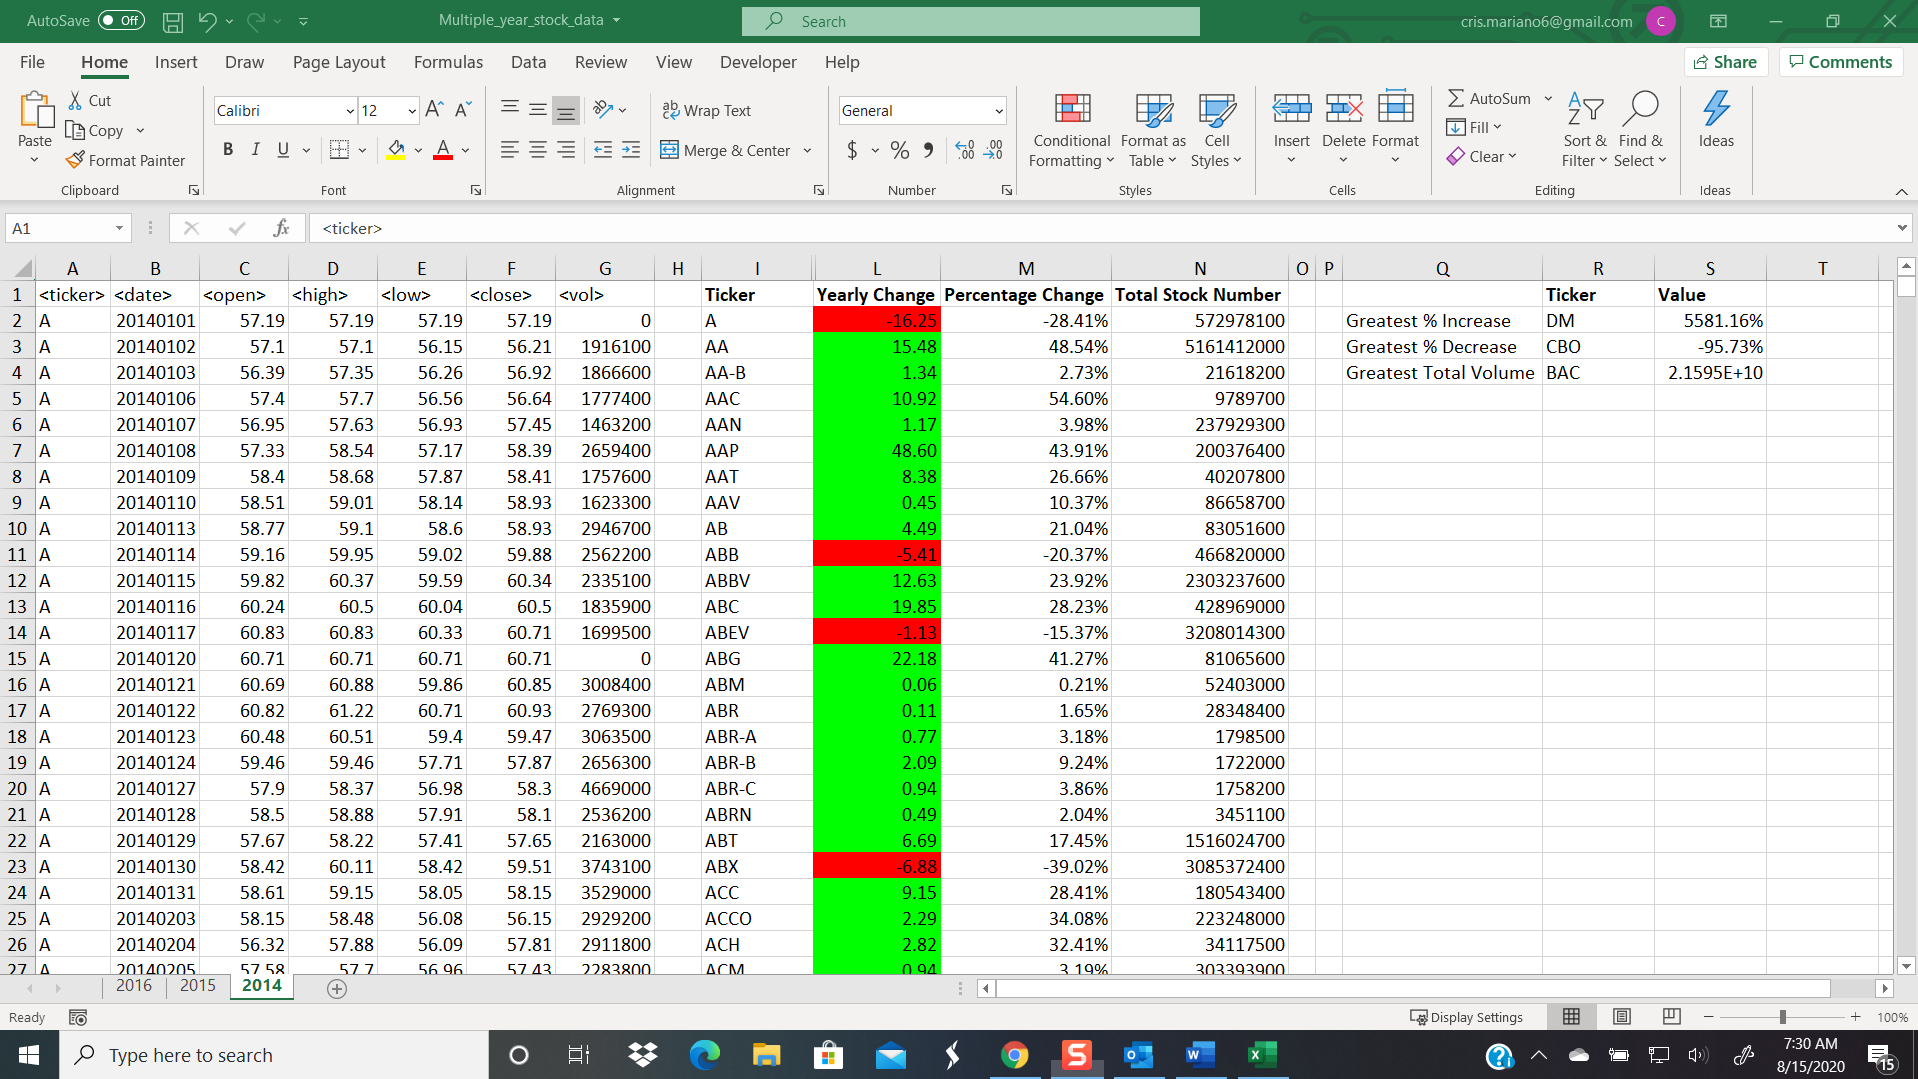 AutoSave Off Multiple_year_stock_data Search cris.mariano6@gmail.com C
File Home Insert Draw Page Layout Formulas Data Review View Developer Help Share Comments
Paste Cut Copy Format Painter Clipboard
Calibri 12 B I U A Font
ab Wrap Text Merge & Center Alignment
General $ % 9 Number
Conditional Formatting Format as Table Cell Styles Styles
Insert Delete Format Cells
AutoSum Fill Clear Sort & Filter Find & Select Editing
Ideas Ideas
A1 fx <ticker>
A B C D E F G H I L M N O P Q R S T
1 <ticker> <date> <open> <high> <low> <close> <vol> Ticker Yearly Change Percentage Change Total Stock Number Ticker Value
2 A 20140101 57.19 57.19 57.19 57.19 0 A -16.25 -28.41% 572978100 Greatest % Increase DM 5581.16%
3 A 20140102 57.1 57.1 56.15 56.21 1916100 AA 15.48 48.54% 5161412000 Greatest % Decrease CBO -95.73%
4 A 20140103 56.39 57.35 56.26 56.92 1866600 AA-B 1.34 2.73% 21618200 Greatest Total Volume BAC 2.1595E+10
5 A 20140106 57.4 57.7 56.56 56.64 1777400 AAC 10.92 54.60% 9789700
6 A 20140107 56.95 57.63 56.93 57.45 1463200 AAN 1.17 3.98% 237929300
7 A 20140108 57.33 58.54 57.17 58.39 2659400 AAP 48.60 43.91% 200376400
8 A 20140109 58.4 58.68 57.87 58.41 1757600 AAT 8.38 26.66% 40207800
9 A 20140110 58.51 59.01 58.14 58.93 1623300 AAV 0.45 10.37% 86658700
10 A 20140113 58.77 59.1 58.6 58.93 2946700 AB 4.49 21.04% 83051600
11 A 20140114 59.16 59.95 59.02 59.88 2562200 ABB -5.41 -20.37% 466820000
12 A 20140115 59.82 60.37 59.59 60.34 2335100 ABBV 12.63 23.92% 2303237600
13 A 20140116 60.24 60.5 60.04 60.5 1835900 ABC 19.85 28.23% 428969000
14 A 20140117 60.83 60.83 60.33 60.71 1699500 ABEV -1.13 -15.37% 3208014300
15 A 20140120 60.71 60.71 60.71 60.71 0 ABG 22.18 41.27% 81065600
16 A 20140121 60.69 60.88 59.86 60.85 3008400 ABM 0.06 0.21% 52403000
17 A 20140122 60.82 61.22 60.71 60.93 2769300 ABR 0.11 1.65% 28348400
18 A 20140123 60.48 60.51 59.4 59.47 3063500 ABR-A 0.77 3.18% 1798500
19 A 20140124 59.46 59.46 57.71 57.87 2656300 ABR-B 2.09 9.24% 1722000
20 A 20140127 57.9 58.37 56.98 58.3 4669000 ABR-C 0.94 3.86% 1758200
21 A 20140128 58.5 58.88 57.91 58.1 2536200 ABRN 0.49 2.04% 3451100
22 A 20140129 57.67 58.22 57.41 57.65 2163000 ABT 6.69 17.45% 1516024700
23 A 20140130 58.42 60.11 58.42 59.51 3743100 ABX -6.88 -39.02% 3085372400
24 A 20140131 58.61 59.15 58.05 58.15 3529000 ACC 9.15 28.41% 180543400
25 A 20140203 58.15 58.48 56.08 56.15 2929200 ACCO 2.29 34.08% 223248000
26 A 20140204 56.32 57.88 56.09 57.81 2911800 ACH 2.82 32.41% 34117500
27 A 20140205 57.58 57.7 56.96 57.43 2283800 ACM 0.94 3.19% 303393900
2016 2015 2014
Ready Display Settings 100%
Type here to search 7:30 AM
8/15/2020 15